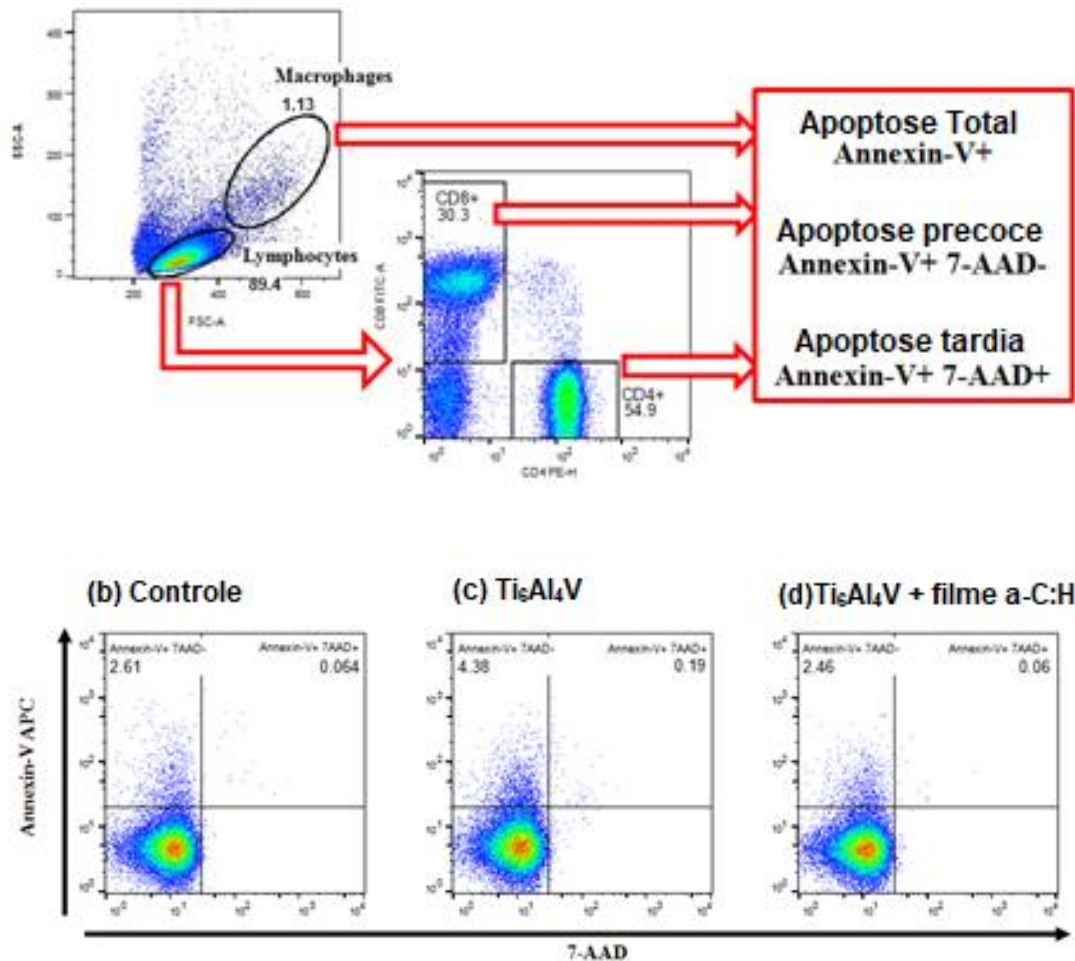 Macrophages
1.13
Lymphocytes
89.4
SSC-A
FSC-A
CD8+
30.3
CD4+
54.9
CD8 FITC-A
CD4 PE-H
Apoptose Total
Annexin-V+
Apoptose precoce
Annexin-V+ 7-AAD-
Apoptose tardia
Annexin-V+ 7-AAD+
(b) Controle
(c) Ti₆Al₄V
(d)Ti₆Al₄V + filme a-C:H
Annexin-V+ 7AAD-
2.61
Annexin-V+ 7AAD+
0.064
Annexin-V+ 7AAD-
4.38
Annexin-V+ 7AAD+
0.19
Annexin-V+ 7AAD-
2.46
Annexin-V+ 7AAD+
0.06
Annexin-V APC
7-AAD